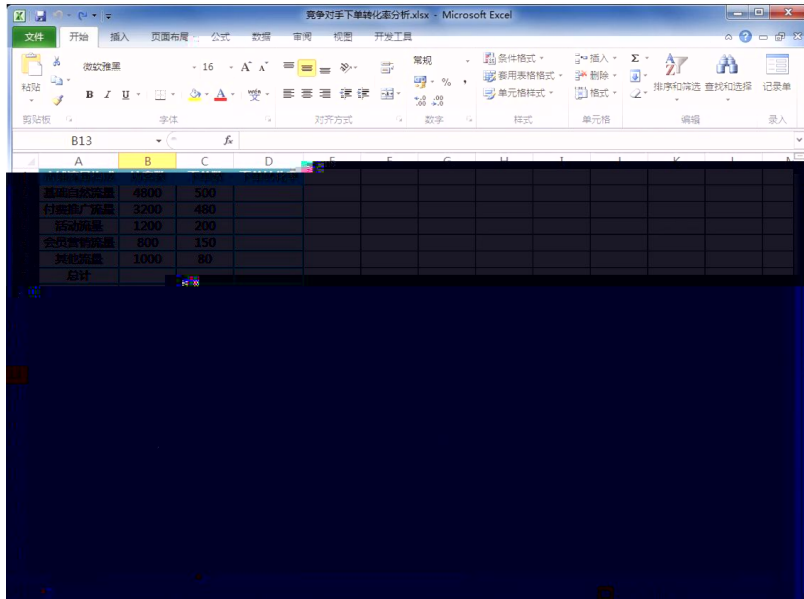 竞争对手下单转化率分析.xlsx - Microsoft Excel
文件 开始 插入 页面布局 公式 数据 审阅 视图 开发工具
剪切板
粘贴 微软雅黑 16 常规 条件格式 插入 Σ
套用表格格式 删除 排序和筛选 查找和选择 记录单
B I U % , 单元格样式 格式
剪贴板 字体 对齐方式 数字 样式 单元格 编辑 录入
B13 fx
A B C D
基础自然流量 4800 500
付费推广流量 3200 480
活动流量 1200 200
会员营销流量 800 150
其他流量 1000 80
总计